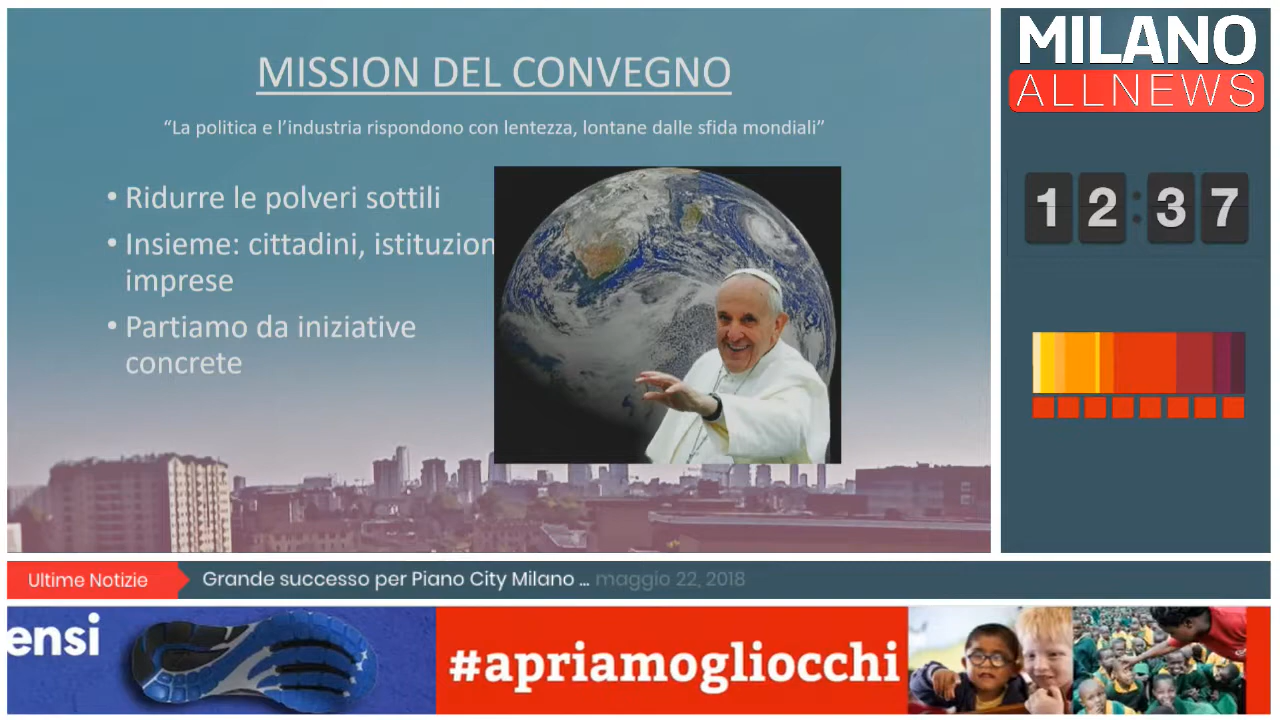 MISSION DEL CONVEGNO
“La politica e l’industria rispondono con lentezza, lontane dalle sfida mondiali”
• Ridurre le polveri sottili
• Insieme: cittadini, istituzion
imprese
• Partiamo da iniziative
concrete
MILANO
ALLNEWS
12:37
Ultime Notizie
Grande successo per Piano City Milano ... maggio 22, 2018
ensi
#apriamogliocchi